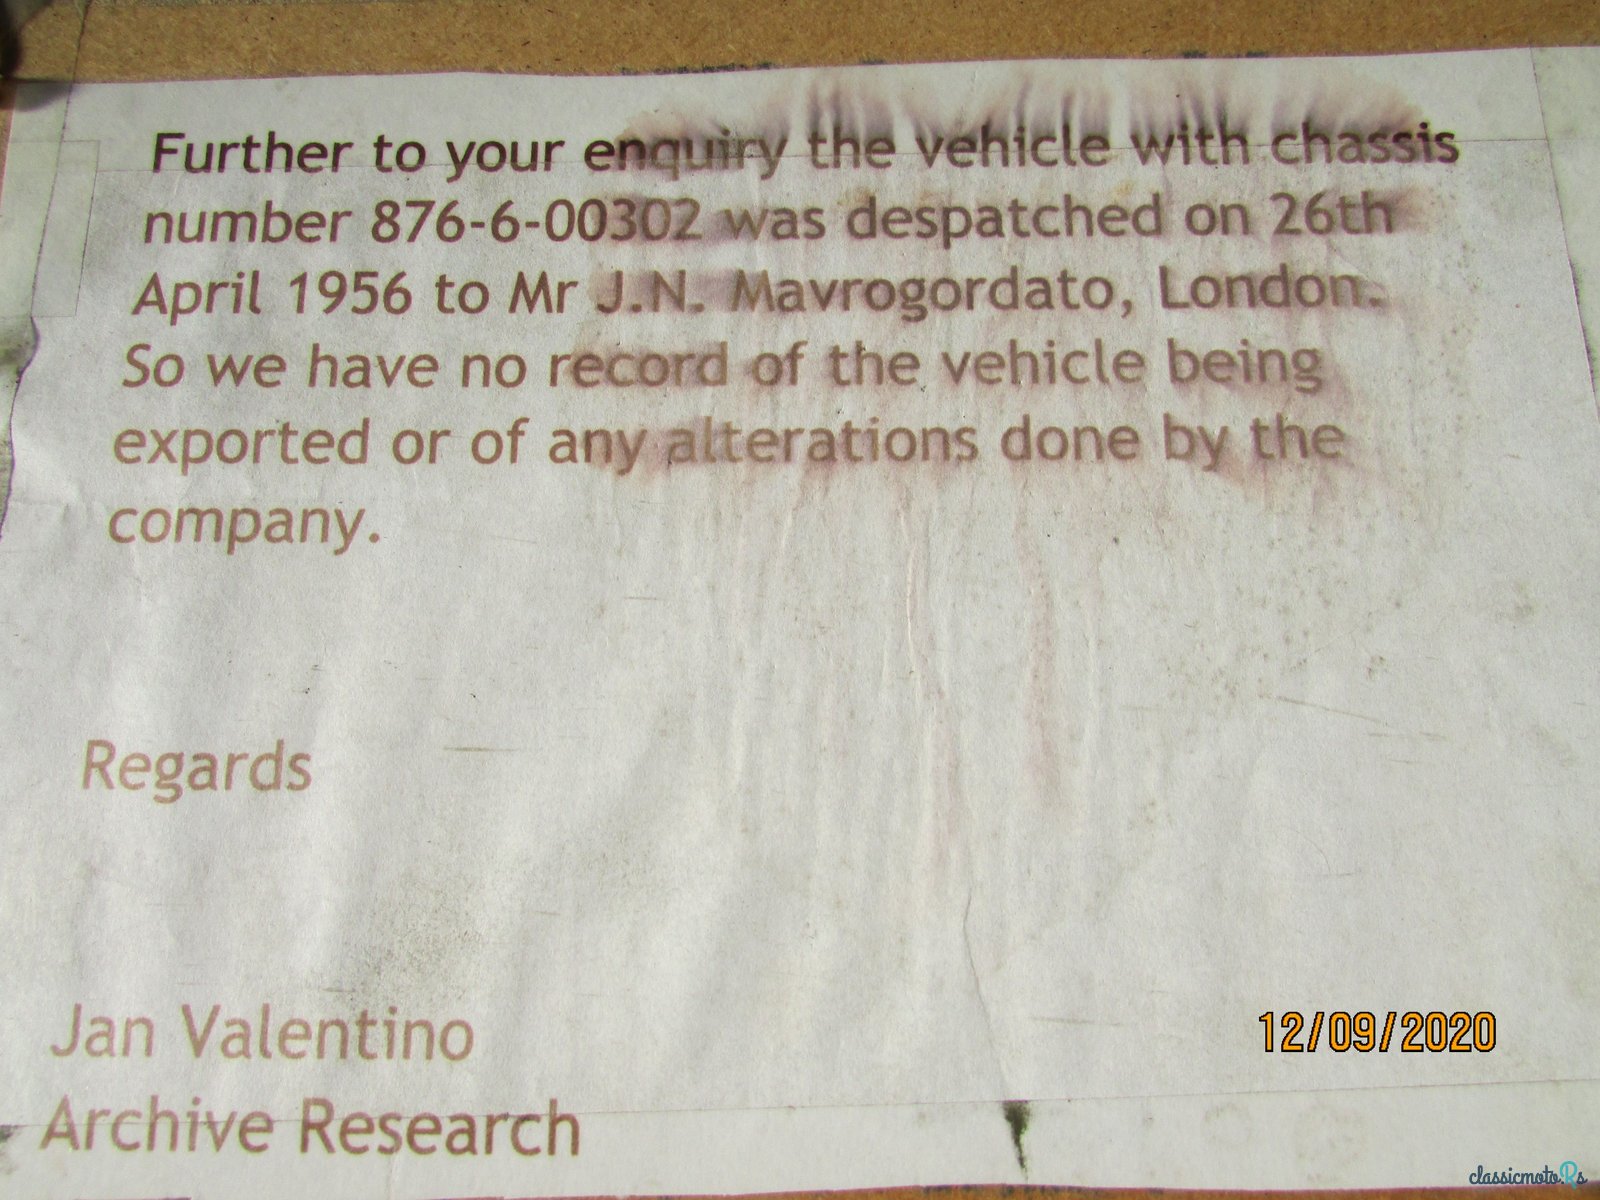 Further to your enquiry the vehicle with chassis
number 876-6-00302 was despatched on 26th
April 1956 to Mr J.N. Mavrogordato, London.
So we have no record of the vehicle being
exported or of any alterations done by the
company.
Regards
Jan Valentino
Archive Research
12/09/2020
classicmoto.Rs